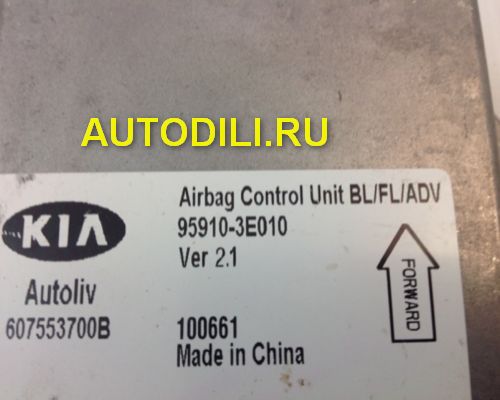 AUTODILI.RU
KIA
Airbag Control Unit BL/FL/ADV
95910-3E010
Ver 2.1
FORWARD
Autoliv
607553700B
100661
Made in China